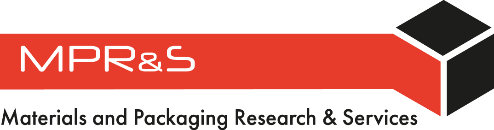 MPR&S
Materials and Packaging Research & Services